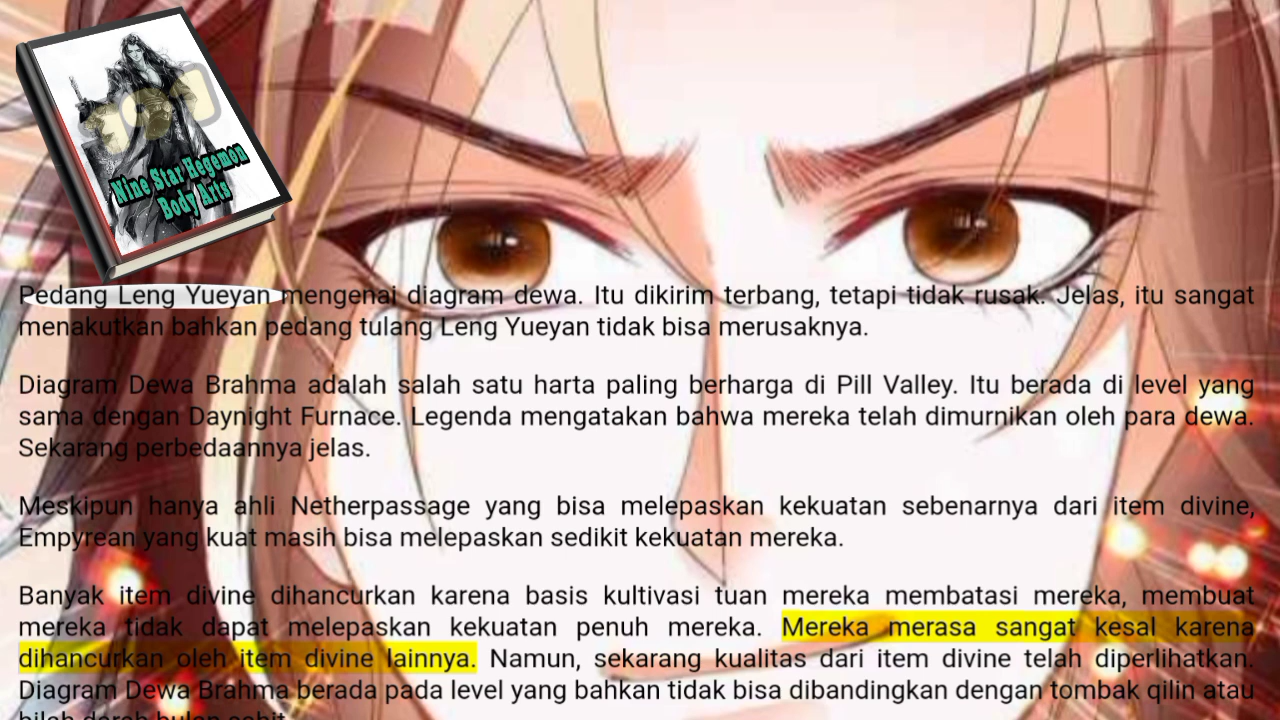 Nine Star Hegemon
Body Arts
Pedang Leng Yueyan mengenai diagram dewa. Itu dikirim terbang, tetapi tidak rusak. Jelas, itu sangat
menakutkan bahkan pedang tulang Leng Yueyan tidak bisa merusaknya.
Diagram Dewa Brahma adalah salah satu harta paling berharga di Pill Valley. Itu berada di level yang
sama dengan Daynight Furnace. Legenda mengatakan bahwa mereka telah dimurnikan oleh para dewa.
Sekarang perbedaannya jelas.
Meskipun hanya ahli Netherpassage yang bisa melepaskan kekuatan sebenarnya dari item divine,
Empyrean yang kuat masih bisa melepaskan sedikit kekuatan mereka.
Banyak item divine dihancurkan karena basis kultivasi tuan mereka membatasi mereka, membuat
mereka tidak dapat melepaskan kekuatan penuh mereka. Mereka merasa sangat kesal karena
dihancurkan oleh item divine lainnya. Namun, sekarang kualitas dari item divine telah diperlihatkan.
Diagram Dewa Brahma berada pada level yang bahkan tidak bisa dibandingkan dengan tombak qilin atau